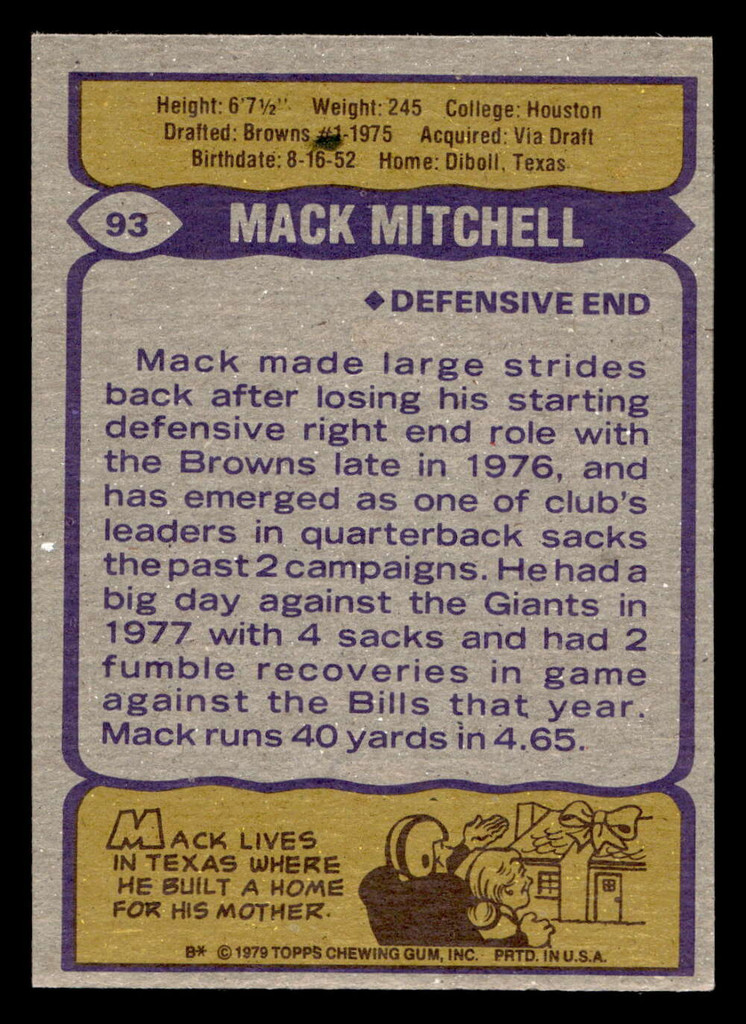 Height: 6'7½" Weight: 245 College: Houston
Drafted: Browns #1-1975 Acquired: Via Draft
Birthdate: 8-16-52 Home: Diboll, Texas
93 MACK MITCHELL
◆DEFENSIVE END
Mack made large strides
back after losing his starting
defensive right end role with
the Browns late in 1976, and
has emerged as one of club's
leaders in quarterback sacks
the past 2 campaigns. He had a
big day against the Giants in
1977 with 4 sacks and had 2
fumble recoveries in game
against the Bills that year.
Mack runs 40 yards in 4.65.
MACK LIVES
IN TEXAS WHERE
HE BUILT A HOME
FOR HIS MOTHER.
B* © 1979 TOPPS CHEWING GUM, INC. PRTD. IN U.S.A.